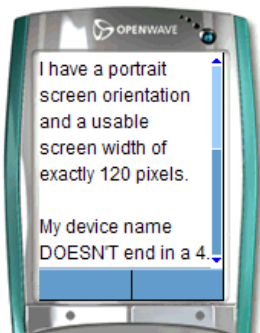 OPENWAVE
I have a portrait
screen orientation
and a usable
screen width of
exactly 120 pixels.
My device name
DOESN'T end in a 4.